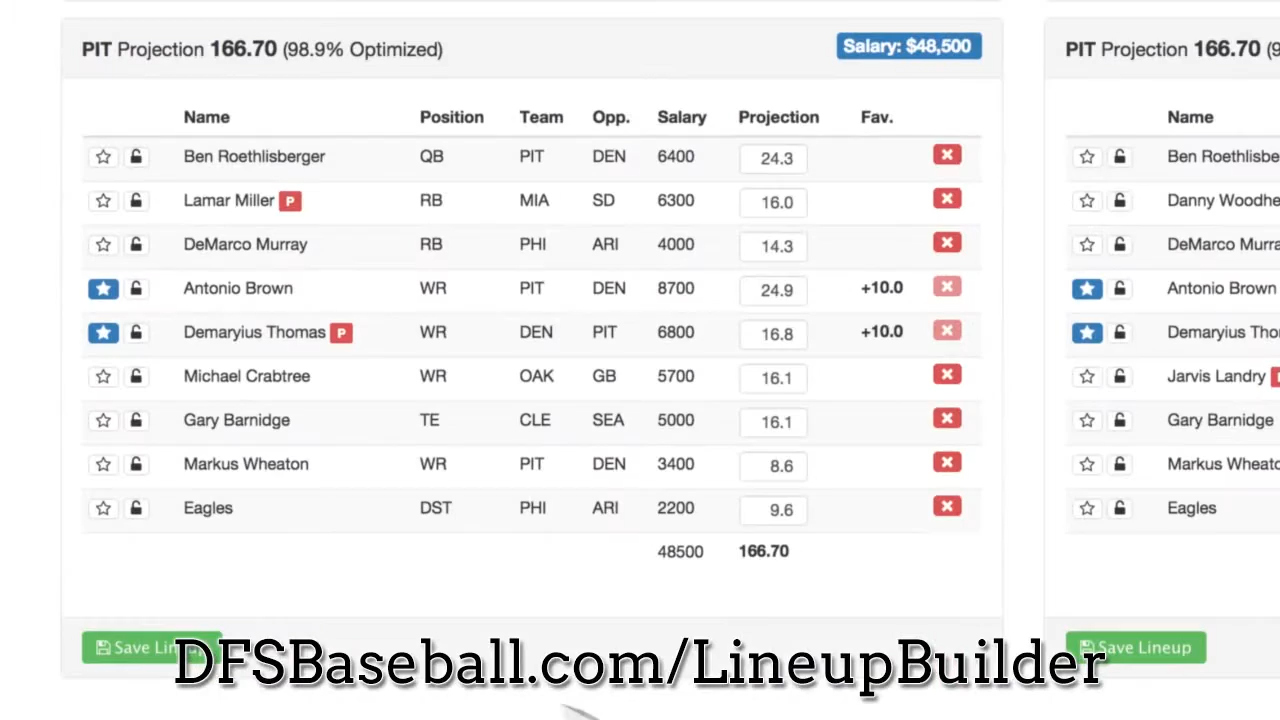 PIT Projection 166.70 (98.9% Optimized) Salary: $48,500
Name Position Team Opp. Salary Projection Fav.
Ben Roethlisberger QB PIT DEN 6400 24.3
Lamar Miller P RB MIA SD 6300 16.0
DeMarco Murray RB PHI ARI 4000 14.3
Antonio Brown WR PIT DEN 8700 24.9 +10.0
Demaryius Thomas P WR DEN PIT 6800 16.8 +10.0
Michael Crabtree WR OAK GB 5700 16.1
Gary Barnidge TE CLE SEA 5000 16.1
Markus Wheaton WR PIT DEN 3400 8.6
Eagles DST PHI ARI 2200 9.6
48500 166.70
Save
PIT Projection 166.70 (9
Name
Ben Roethlisbe
Danny Woodhe
DeMarco Murra
Antonio Brown
Demaryius Tho
Jarvis Landry
Gary Barnidge
Markus Wheato
Eagles
Save Lineup
DFSBaseball.com/LineupBuilder